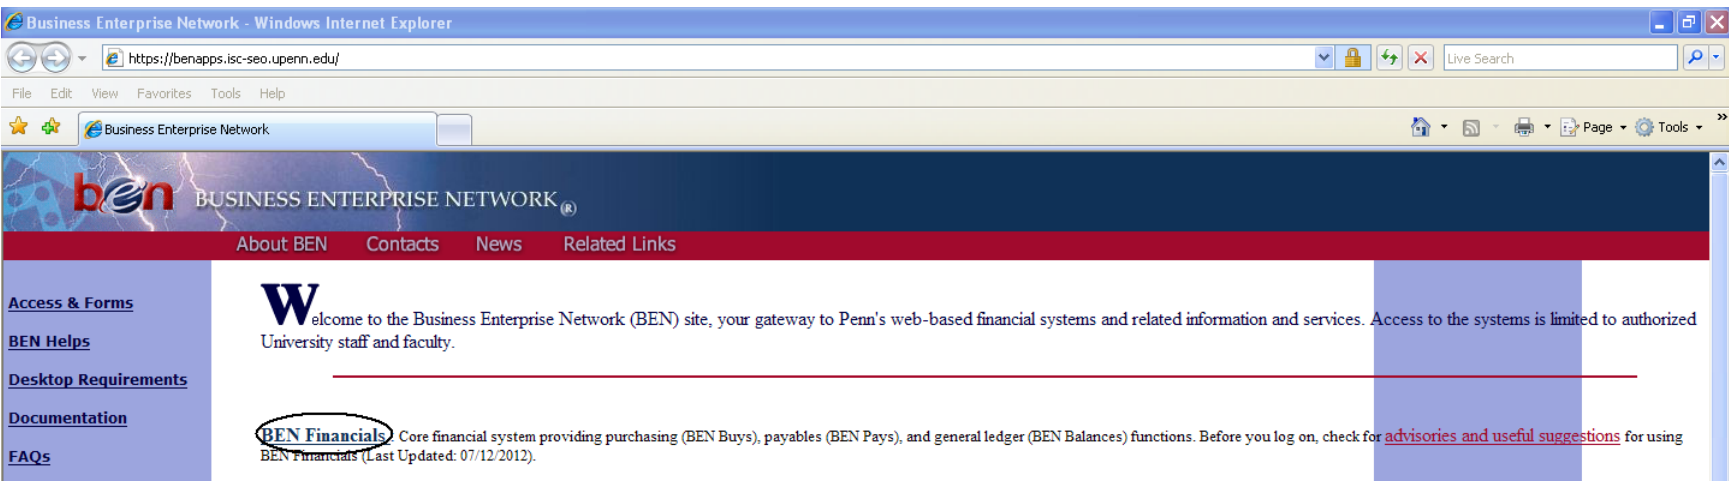 Business Enterprise Network - Windows Internet Explorer
https://benapps.isc-seo.upenn.edu/
Live Search
File Edit View Favorites Tools Help
Business Enterprise Network
Page Tools »
ben BUSINESS ENTERPRISE NETWORK ®
About BEN Contacts News Related Links
Access & Forms
BEN Helps
Desktop Requirements
Documentation
FAQs
Welcome to the Business Enterprise Network (BEN) site, your gateway to Penn's web-based financial systems and related information and services. Access to the systems is limited to authorized
University staff and faculty.
BEN Financials : Core financial system providing purchasing (BEN Buys), payables (BEN Pays), and general ledger (BEN Balances) functions. Before you log on, check for advisories and useful suggestions for using
BEN Financials (Last Updated: 07/12/2012).